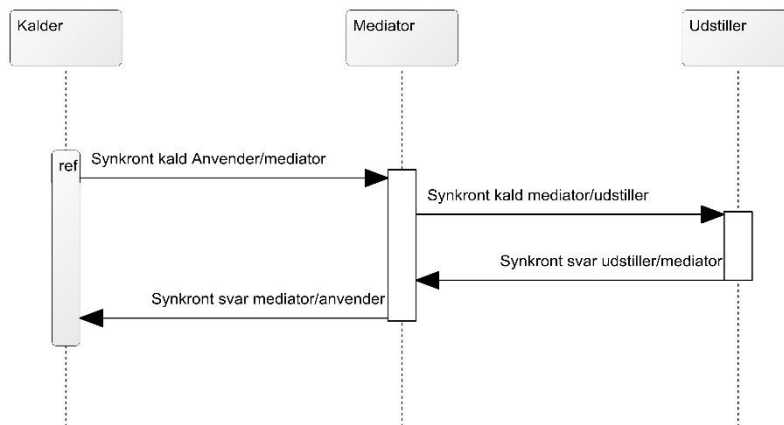 Kalder
Mediator
Udstiller
ref
Synkront kald Anvender/mediator
Synkront kald mediator/udstiller
Synkront svar udstiller/mediator
Synkront svar mediator/anvender